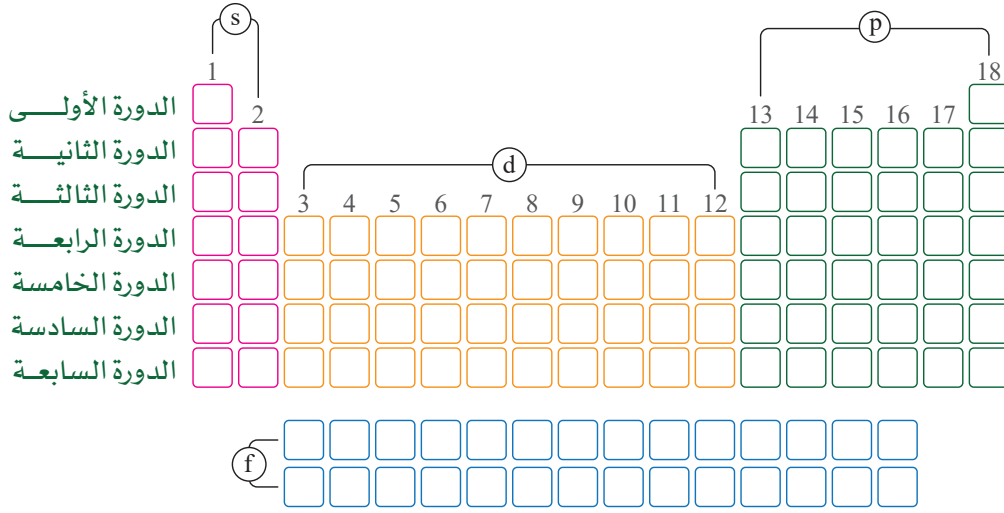 s p
1 18
الدورة الأولى
2 13 14 15 16 17
الدورة الثانية
d
الدورة الثالثة
3 4 5 6 7 8 9 10 11 12
الدورة الرابعة
الدورة الخامسة
الدورة السادسة
الدورة السابعة
f